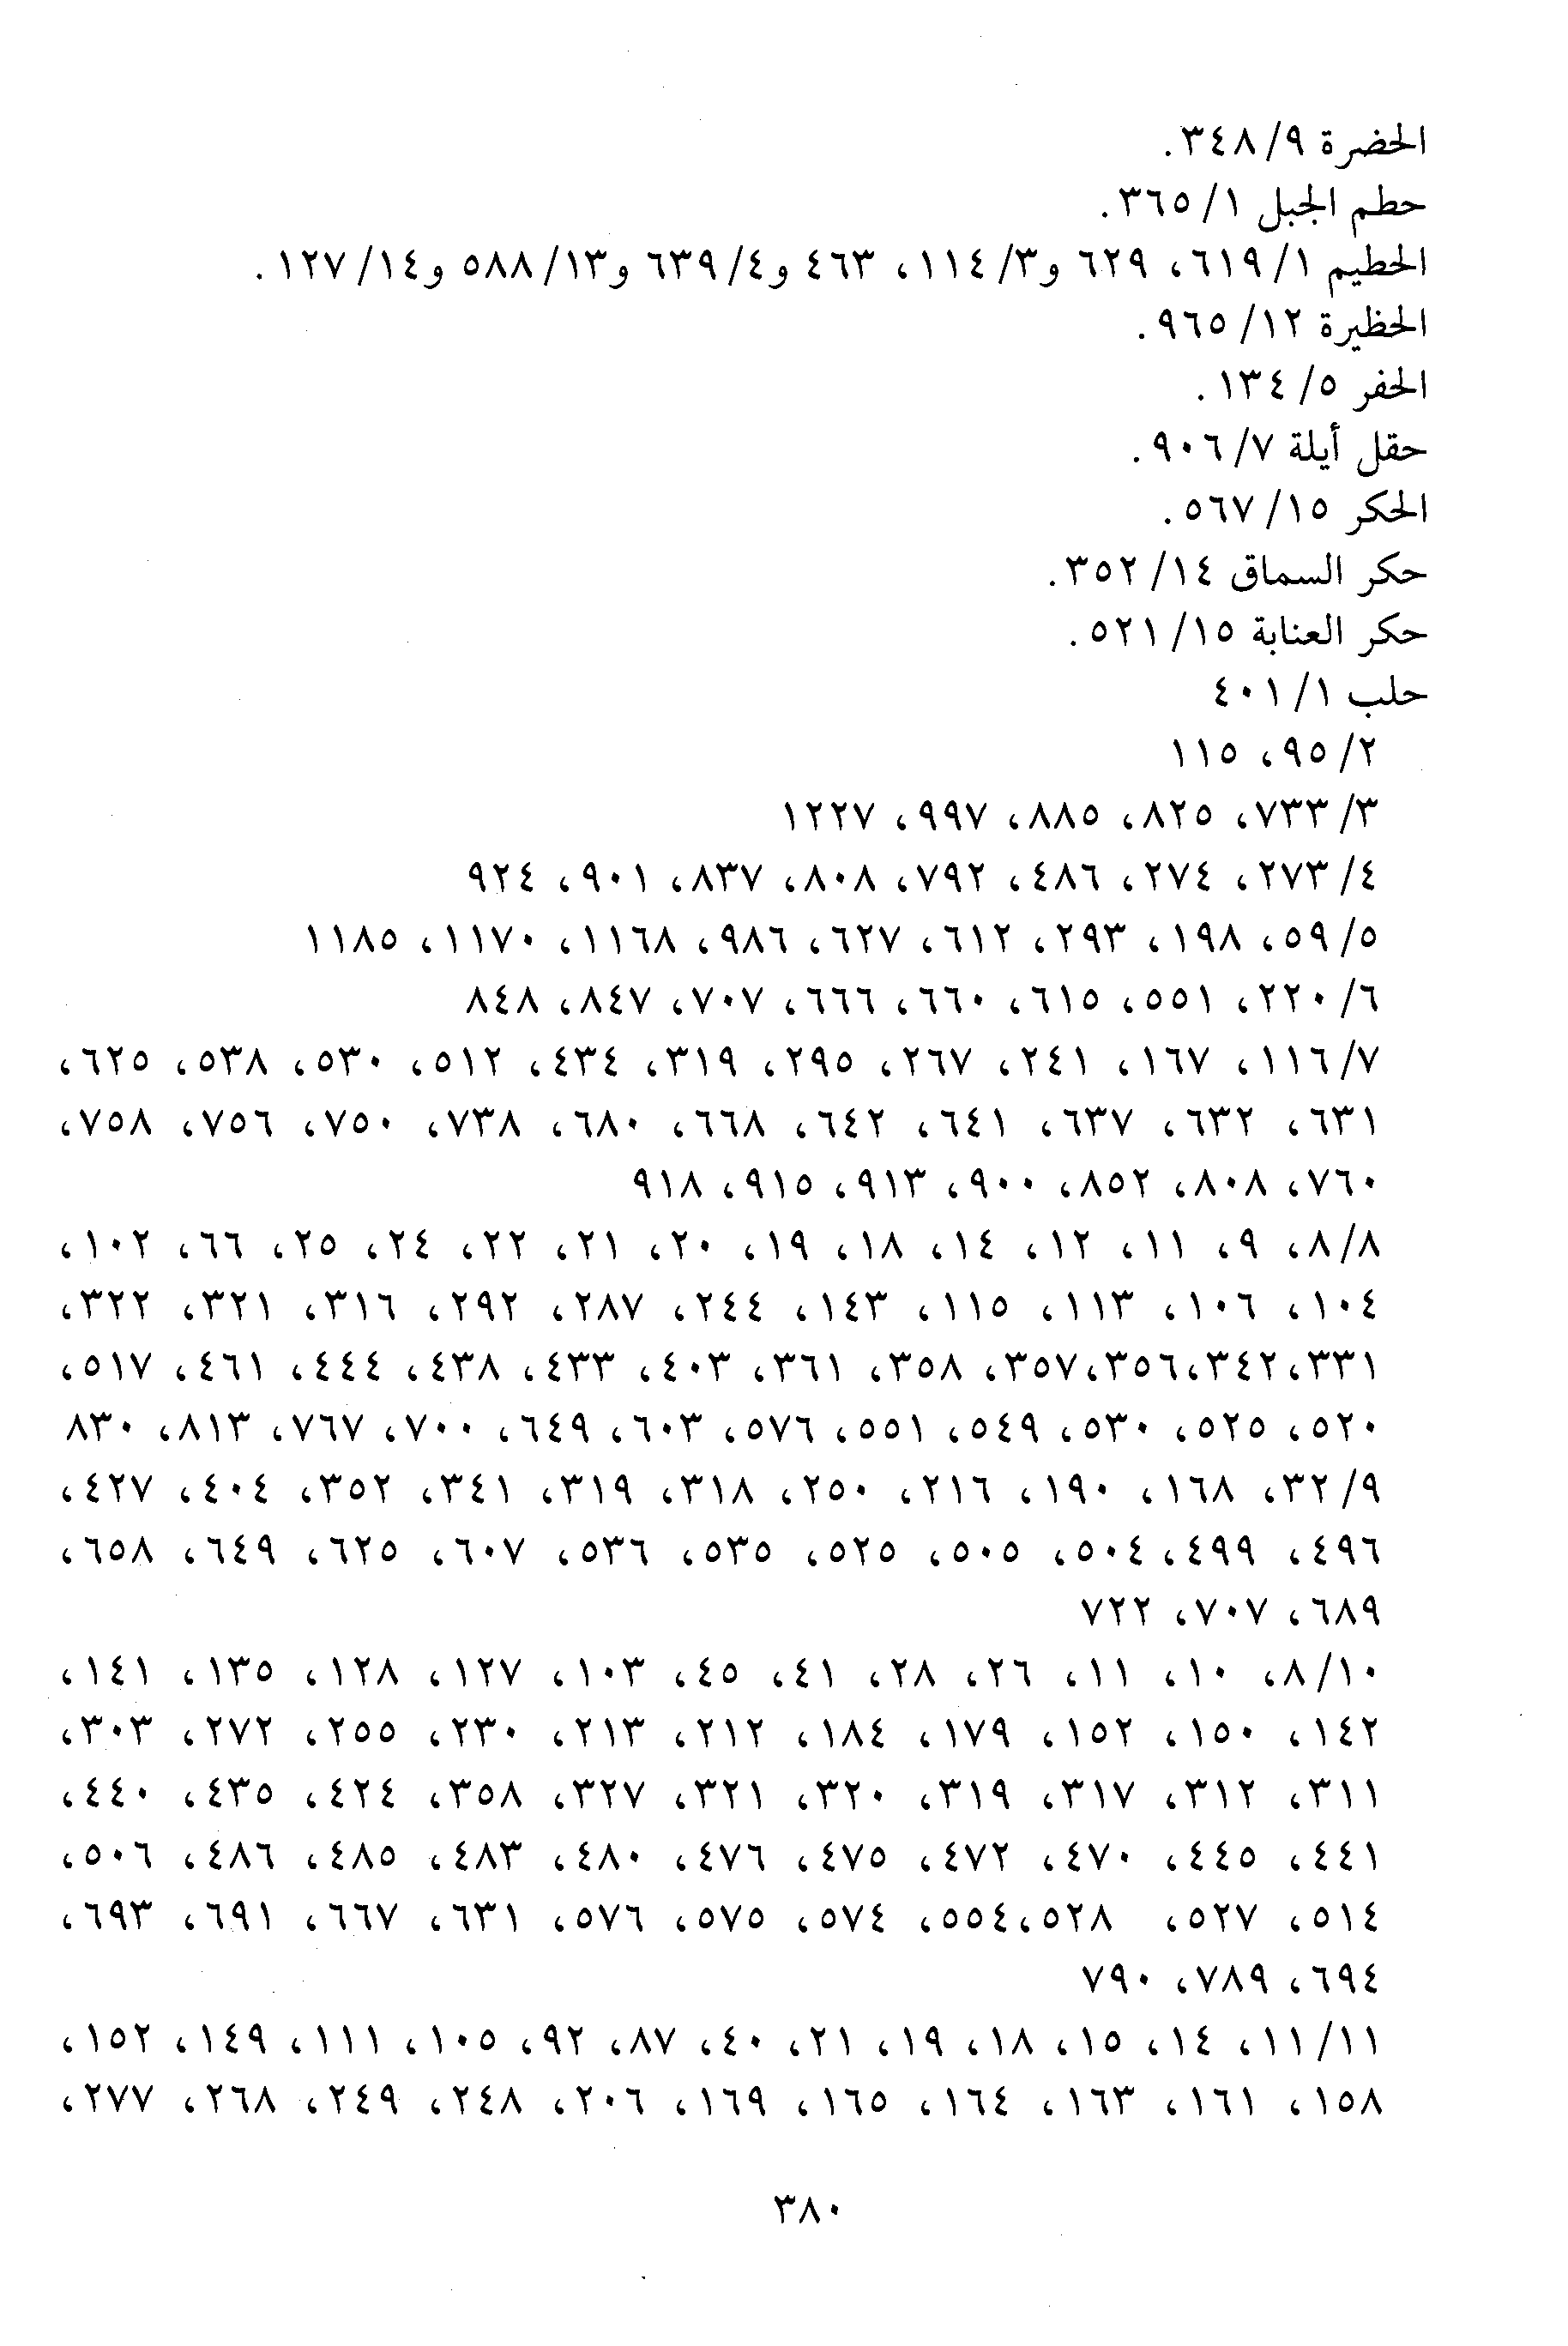 الحضرة ٩/ ٣٤٨.
حطم الجبل ١/ ٣٦٥.
الحطيم ١/ ٦١٩، ٦٢٩ و٣/ ١١٤، ٤٦٣ و٤/ ٦٣٩ و١٣/ ٥٨٨ و١٤/ ١٢٧.
الحظيرة ١٢/ ٩٦٥.
الحفر ٥/ ١٣٤.
حقل أيلة ٧/ ٩٠٦.
الحكر ١٥/ ٥٦٧.
حكر السماق ١٤/ ٣٥٢.
حكر العنابة ١٥/ ٥٢١.
حلب ١/ ٤٠١
٢/ ٩٥، ١١٥
٣/ ٧٣٣، ٨٢٥، ٨٨٥، ٩٩٧، ١٢٢٧
٤/ ٢٧٣، ٢٧٤، ٤٨٦، ٧٩٢، ٨٠٨، ٨٣٧، ٩٠١، ٩٢٤
٥/ ٥٩، ١٩٨، ٢٩٣، ٦١٢، ٦٢٧، ٩٨٦، ١١٦٨، ١١٧٠، ١١٨٥
٦/ ٢٢٠، ٥٥١، ٦١٥، ٦٦٠، ٦٦٦، ٧٠٧، ٨٤٧، ٨٤٨
٧/ ١١٦، ١٦٧، ٢٤١، ٢٦٧، ٢٩٥، ٣١٩، ٤٣٤، ٥١٢، ٥٣٠، ٥٣٨، ٦٢٥،
٦٣١، ٦٣٢، ٦٣٧، ٦٤١، ٦٤٢، ٦٦٨، ٦٨٠، ٧٣٨، ٧٥٠، ٧٥٦، ٧٥٨،
٧٦٠، ٨٠٨، ٨٥٢، ٩٠٠، ٩١٣، ٩١٥، ٩١٨
٨/ ٨، ٩، ١١، ١٢، ١٤، ١٨، ١٩، ٢٠، ٢١، ٢٢، ٢٤، ٢٥، ٦٦، ١٠٢،
١٠٤، ١٠٦، ١١٣، ١١٥، ١٤٣، ٢٤٤، ٢٨٧، ٢٩٢، ٣١٦، ٣٢١، ٣٢٢،
٣٣١، ٣٤٢، ٣٥٦، ٣٥٧، ٣٥٨، ٣٦١، ٤٠٣، ٤٣٣، ٤٣٨، ٤٤٤، ٤٦١، ٥١٧،
٥٢٠، ٥٢٥، ٥٣٠، ٥٤٩، ٥٥١، ٥٧٦، ٦٠٣، ٦٤٩، ٧٠٠، ٧٦٧، ٨١٣، ٨٣٠
٩/ ٣٢، ١٦٨، ١٩٠، ٢١٦، ٢٥٠، ٣١٨، ٣١٩، ٣٤١، ٣٥٢، ٤٠٤، ٤٢٧،
٤٩٦، ٤٩٩، ٥٠٤، ٥٠٥، ٥٢٥، ٥٣٥، ٥٣٦، ٦٠٧، ٦٢٥، ٦٤٩، ٦٥٨،
٦٨٩، ٧٠٧، ٧٢٢
١٠/ ٨، ١٠، ١١، ٢٦، ٢٨، ٤١، ٤٥، ١٠٣، ١٢٧، ١٢٨، ١٣٥، ١٤١،
١٤٢، ١٥٠، ١٥٢، ١٧٩، ١٨٤، ٢١٢، ٢١٣، ٢٣٠، ٢٥٥، ٢٧٢، ٣٠٣،
٣١١، ٣١٢، ٣١٧، ٣١٩، ٣٢٠، ٣٢١، ٣٢٧، ٣٥٨، ٤٢٤، ٤٣٥، ٤٤٠،
٤٤١، ٤٤٥، ٤٧٠، ٤٧٢، ٤٧٥، ٤٧٦، ٤٨٠، ٤٨٣، ٤٨٥، ٤٨٦، ٥٠٦،
٥١٤، ٥٢٧، ٥٢٨، ٥٥٤، ٥٧٤، ٥٧٥، ٥٧٦، ٦٣١، ٦٦٧، ٦٩١، ٦٩٣،
٦٩٤، ٧٨٩، ٧٩٠
١١/ ١١، ١٤، ١٥، ١٨، ١٩، ٢١، ٤٠، ٨٧، ٩٢، ١٠٥، ١١١، ١٤٩، ١٥٢،
١٥٨، ١٦١، ١٦٣، ١٦٤، ١٦٥، ١٦٩، ٢٠٦، ٢٤٨، ٢٤٩، ٢٦٨، ٢٧٧،
٣٨٠